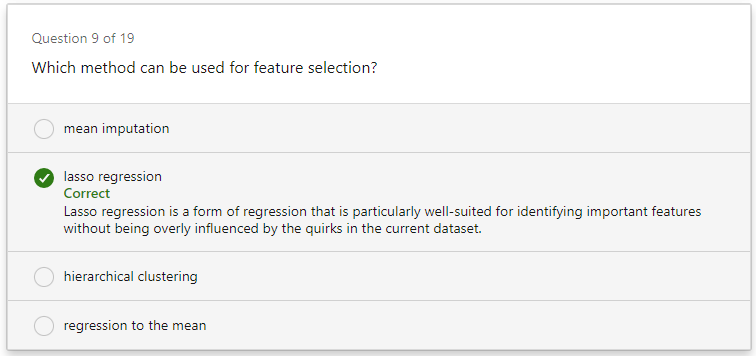 Question 9 of 19
Which method can be used for feature selection?
mean imputation
lasso regression
Correct
Lasso regression is a form of regression that is particularly well-suited for identifying important features
without being overly influenced by the quirks in the current dataset.
hierarchical clustering
regression to the mean